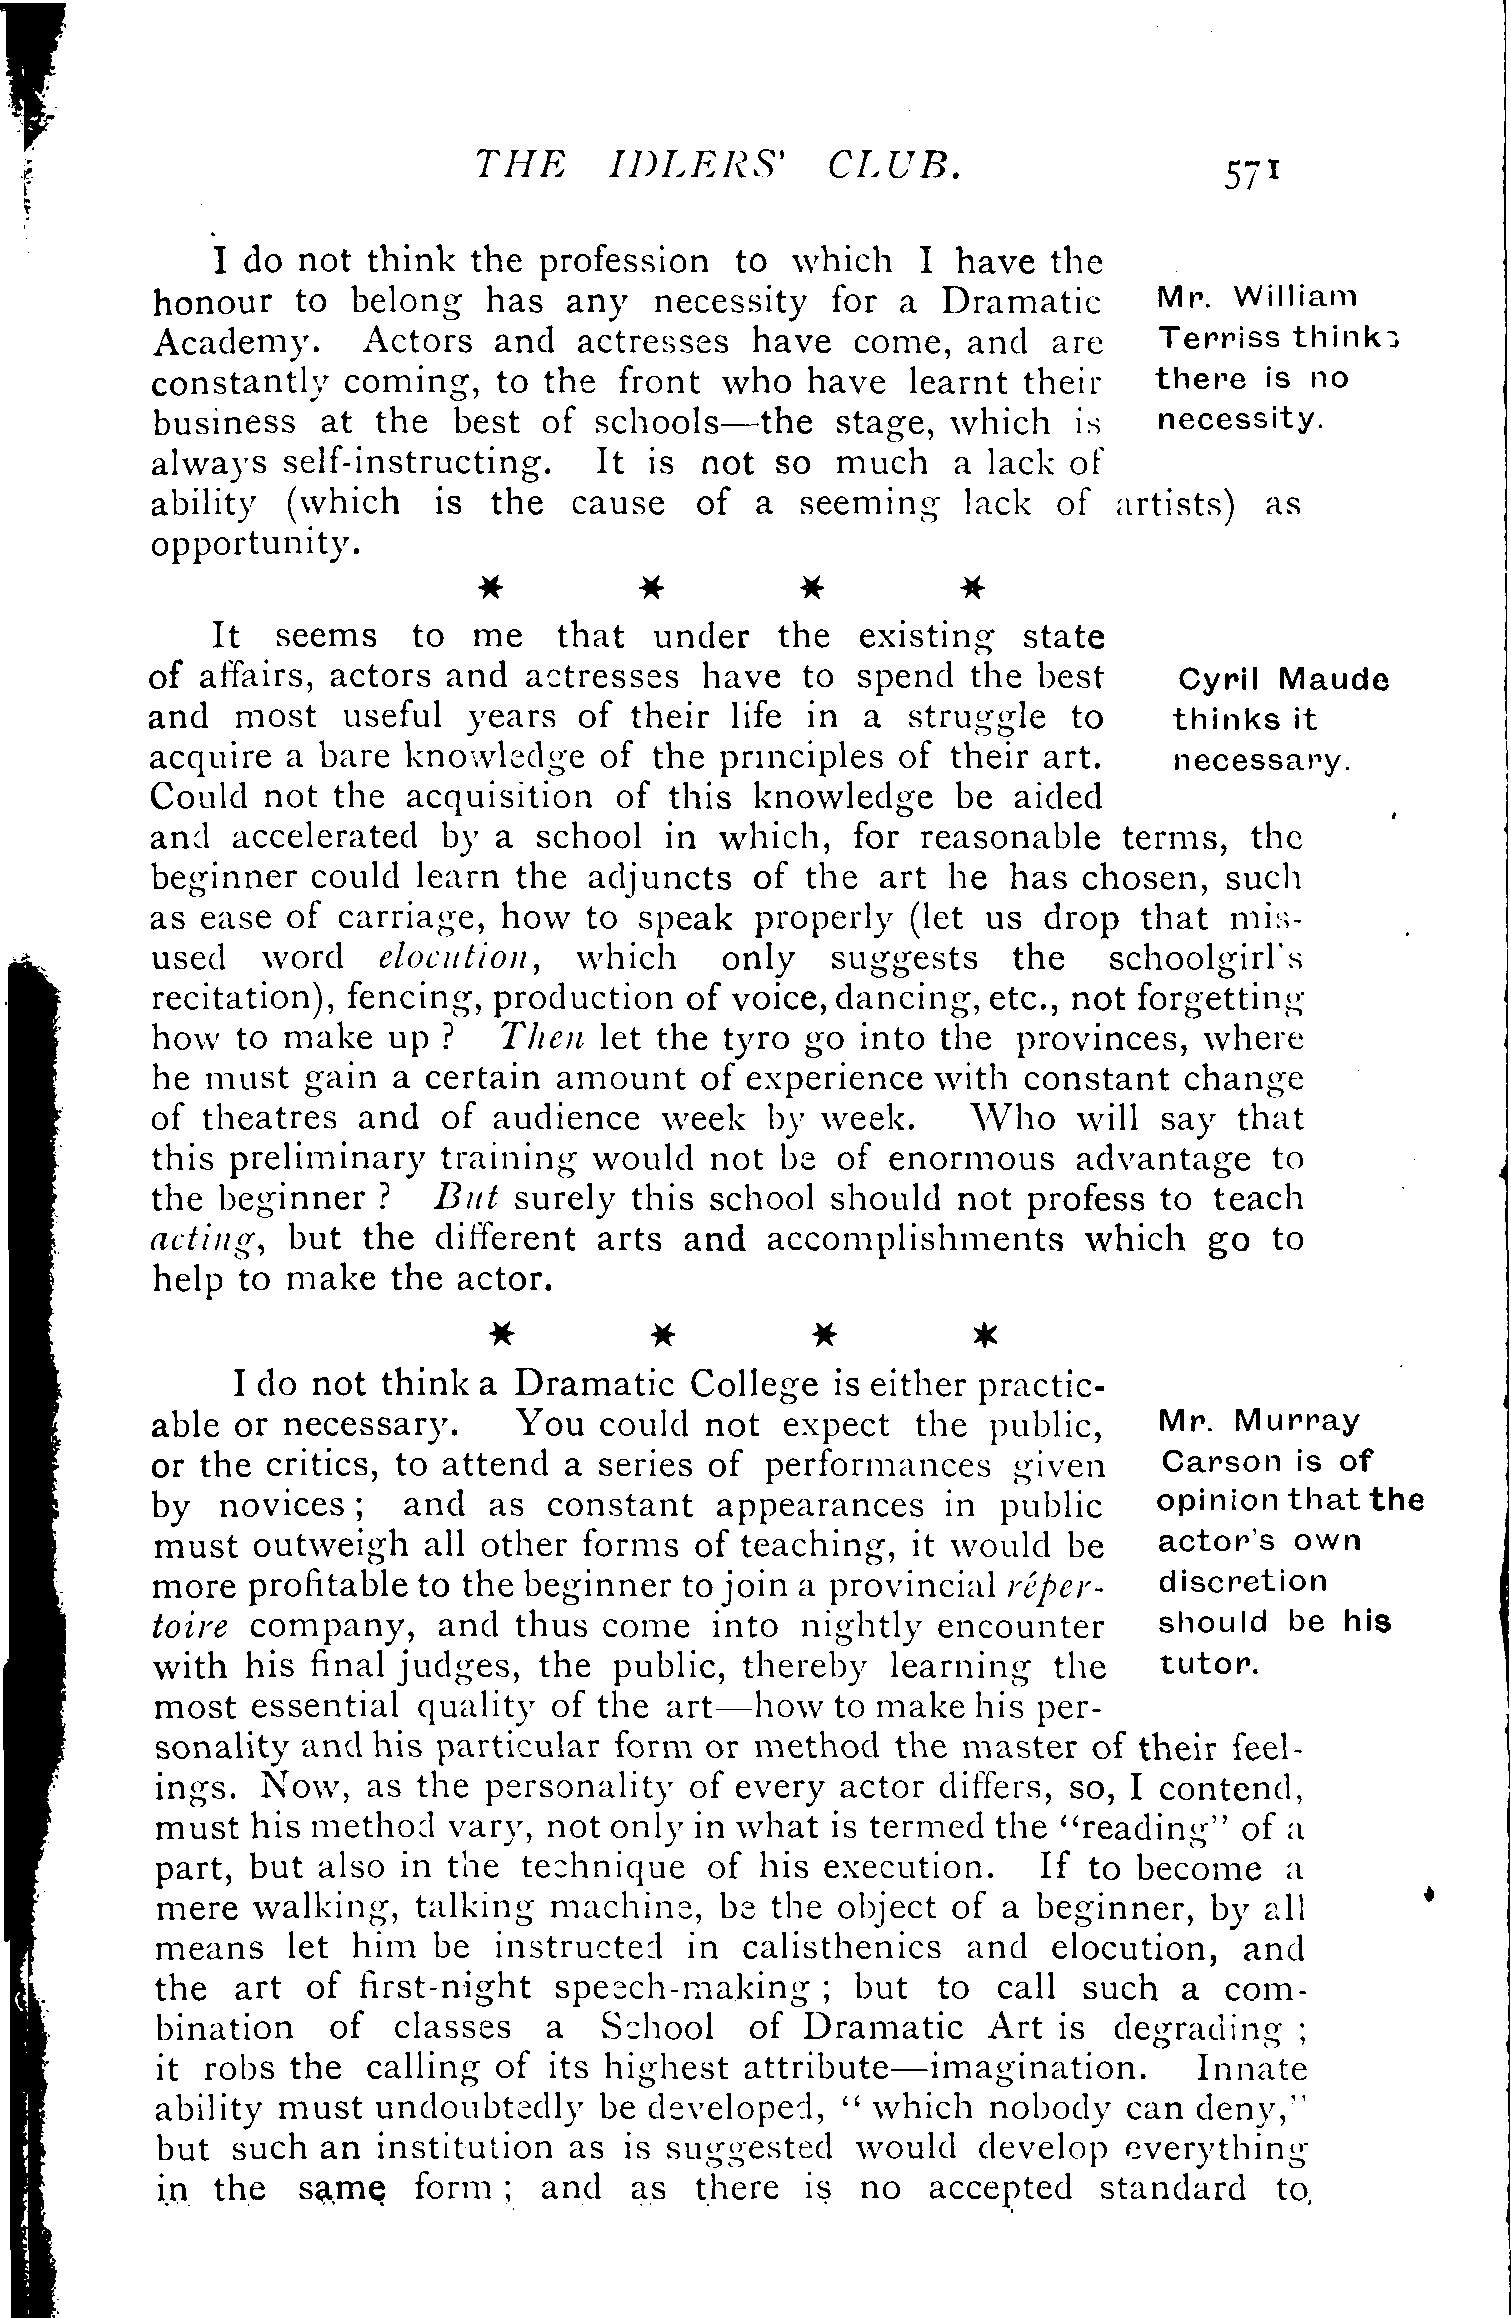 THE IDLERS' CLUB. 571
I do not think the profession to which I have the
honour to belong has any necessity for a Dramatic
Academy. Actors and actresses have come, and are
constantly coming, to the front who have learnt their
business at the best of schools—the stage, which is
always self-instructing. It is not so much a lack of
ability (which is the cause of a seeming lack of artists) as
opportunity.
Mr. William
Terriss thinks
there is no
necessity.
* * * *
It seems to me that under the existing state
of affairs, actors and actresses have to spend the best
and most useful years of their life in a struggle to
acquire a bare knowledge of the principles of their art.
Could not the acquisition of this knowledge be aided
and accelerated by a school in which, for reasonable terms, the
beginner could learn the adjuncts of the art he has chosen, such
as ease of carriage, how to speak properly (let us drop that mis-
used word elocution, which only suggests the schoolgirl's
recitation), fencing, production of voice, dancing, etc., not forgetting
how to make up ? Then let the tyro go into the provinces, where
he must gain a certain amount of experience with constant change
of theatres and of audience week by week. Who will say that
this preliminary training would not be of enormous advantage to
the beginner ? But surely this school should not profess to teach
acting, but the different arts and accomplishments which go to
help to make the actor.
Cyril Maude
thinks it
necessary.
* * * *
I do not think a Dramatic College is either practic-
able or necessary. You could not expect the public,
or the critics, to attend a series of performances given
by novices ; and as constant appearances in public
must outweigh all other forms of teaching, it would be
more profitable to the beginner to join a provincial réper-
toire company, and thus come into nightly encounter
with his final judges, the public, thereby learning the
most essential quality of the art—how to make his per-
sonality and his particular form or method the master of their feel-
ings. Now, as the personality of every actor differs, so, I contend,
must his method vary, not only in what is termed the "reading" of a
part, but also in the technique of his execution. If to become a
mere walking, talking machine, be the object of a beginner, by all
means let him be instructed in calisthenics and elocution, and
the art of first-night speech-making ; but to call such a com-
bination of classes a School of Dramatic Art is degrading ;
it robs the calling of its highest attribute—imagination. Innate
ability must undoubtedly be developed, " which nobody can deny,"
but such an institution as is suggested would develop everything
in the same form ; and as there is no accepted standard to
Mr. Murray
Carson is of
opinion that the
actor's own
discretion
should be his
tutor.